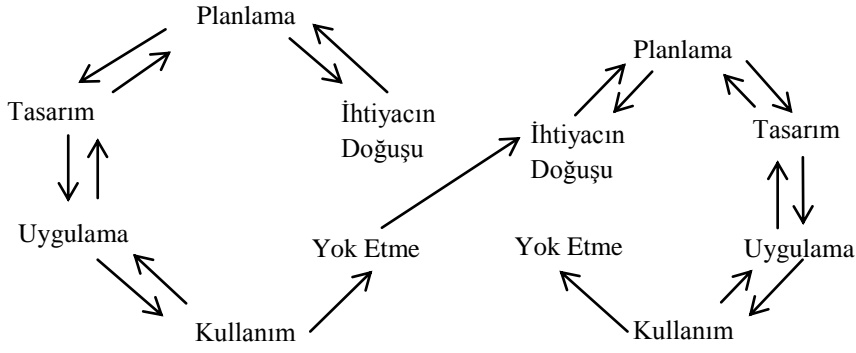 Planlama
Tasarım
İhtiyacın
Doğuşu
Uygulama
Yok Etme
Kullanım
Planlama
İhtiyacın
Doğuşu
Tasarım
Yok Etme
Uygulama
Kullanım